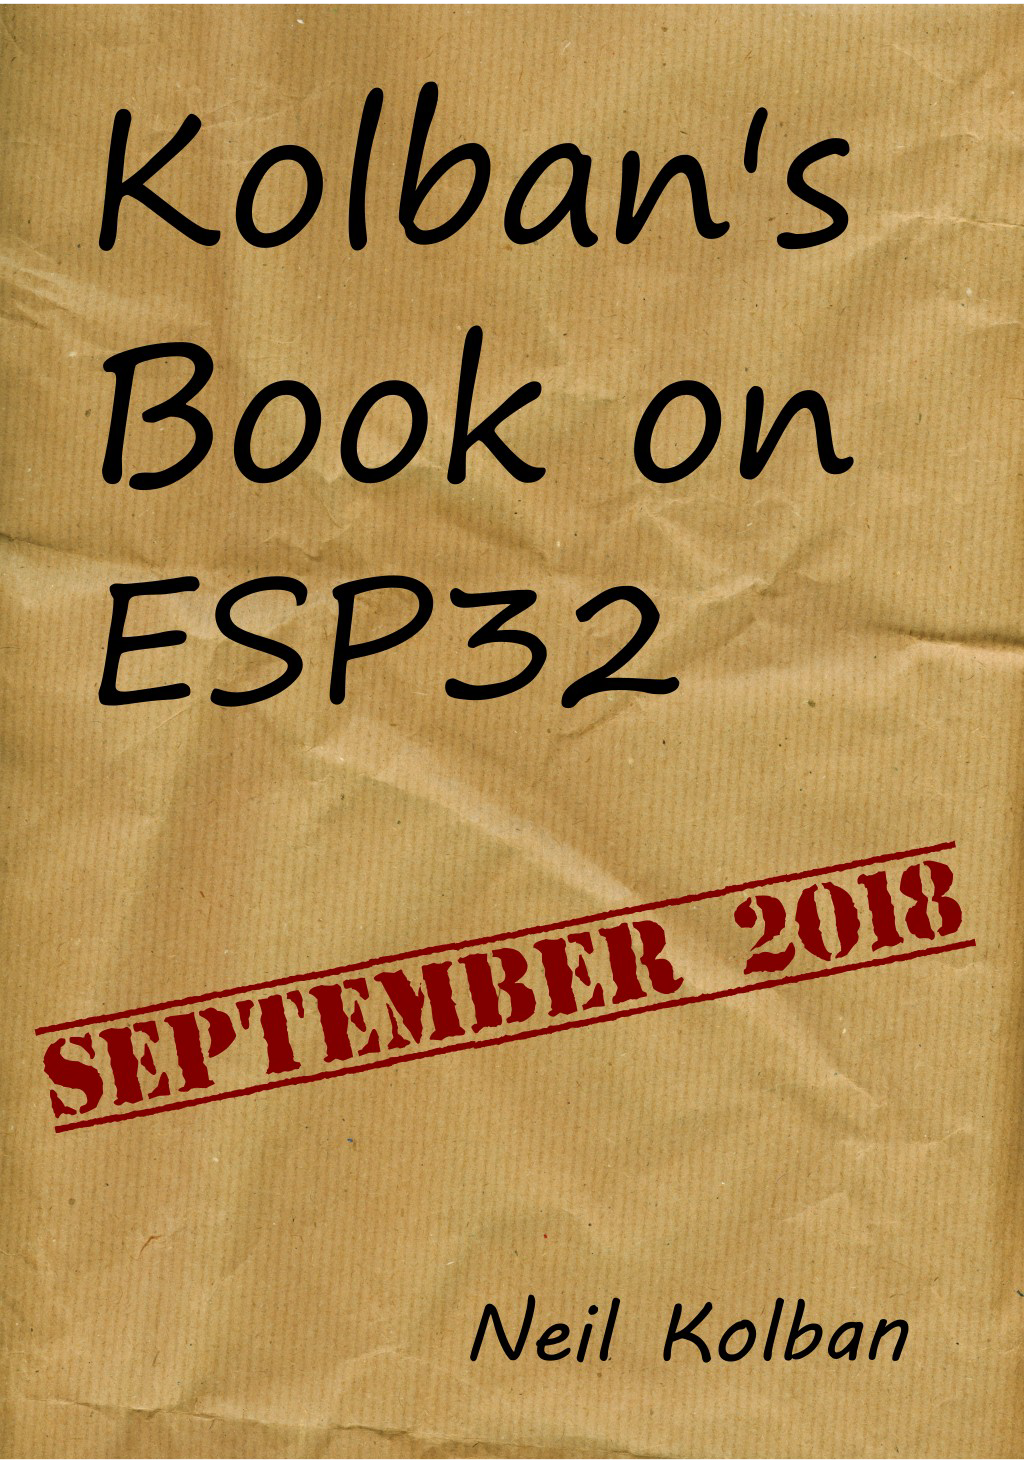 Kolban's
Book on
ESP32
SEPTEMBER 2018
Neil Kolban